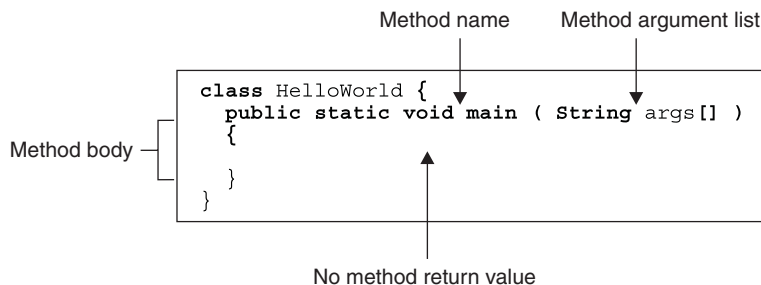 Method name
Method argument list
class HelloWorld {
public static void main ( String args[] )
{
Method body
}
}
No method return value